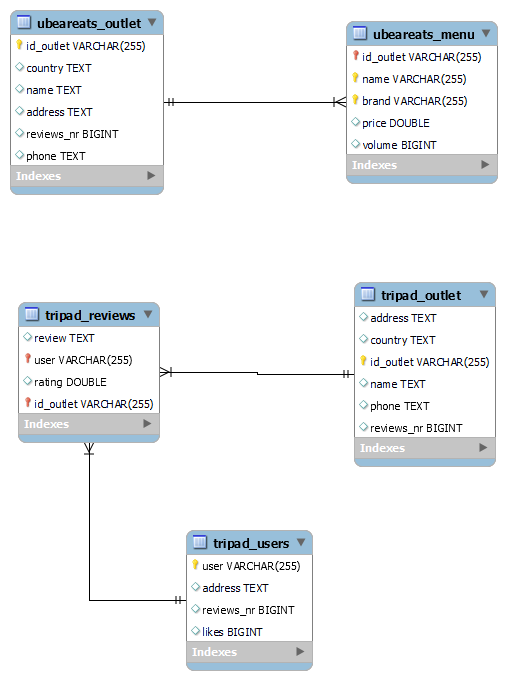 ubeareats_outlet
id_outlet VARCHAR(255)
country TEXT
name TEXT
address TEXT
reviews_nr BIGINT
phone TEXT
Indexes
ubeareats_menu
id_outlet VARCHAR(255)
name VARCHAR(255)
brand VARCHAR(255)
price DOUBLE
volume BIGINT
Indexes
tripad_reviews
review TEXT
user VARCHAR(255)
rating DOUBLE
id_outlet VARCHAR(255)
Indexes
tripad_outlet
address TEXT
country TEXT
id_outlet VARCHAR(255)
name TEXT
phone TEXT
reviews_nr BIGINT
Indexes
tripad_users
user VARCHAR(255)
address TEXT
reviews_nr BIGINT
likes BIGINT
Indexes